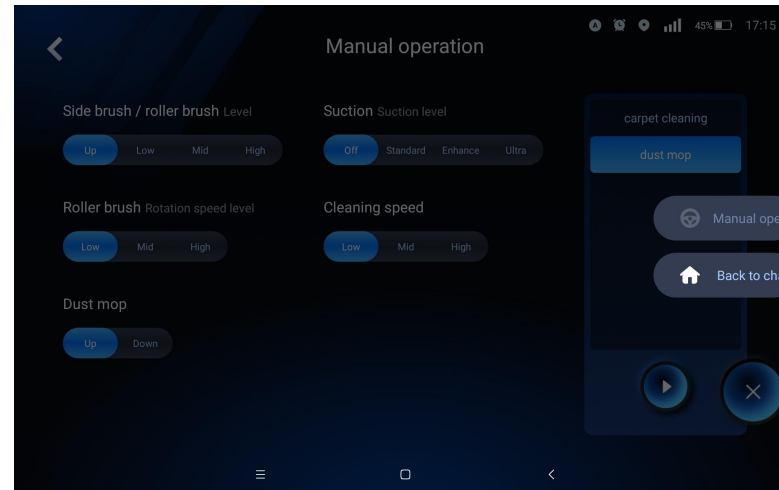 45% 17:15
Manual operation
Side brush / roller brush Level
Up Low Mid High
Suction Suction level
Off Standard Enhance Ultra
carpet cleaning
dust mop
Roller brush Rotation speed level
Low Mid High
Cleaning speed
Low Mid High
Manual ope
Back to cha
Dust mop
Up Down